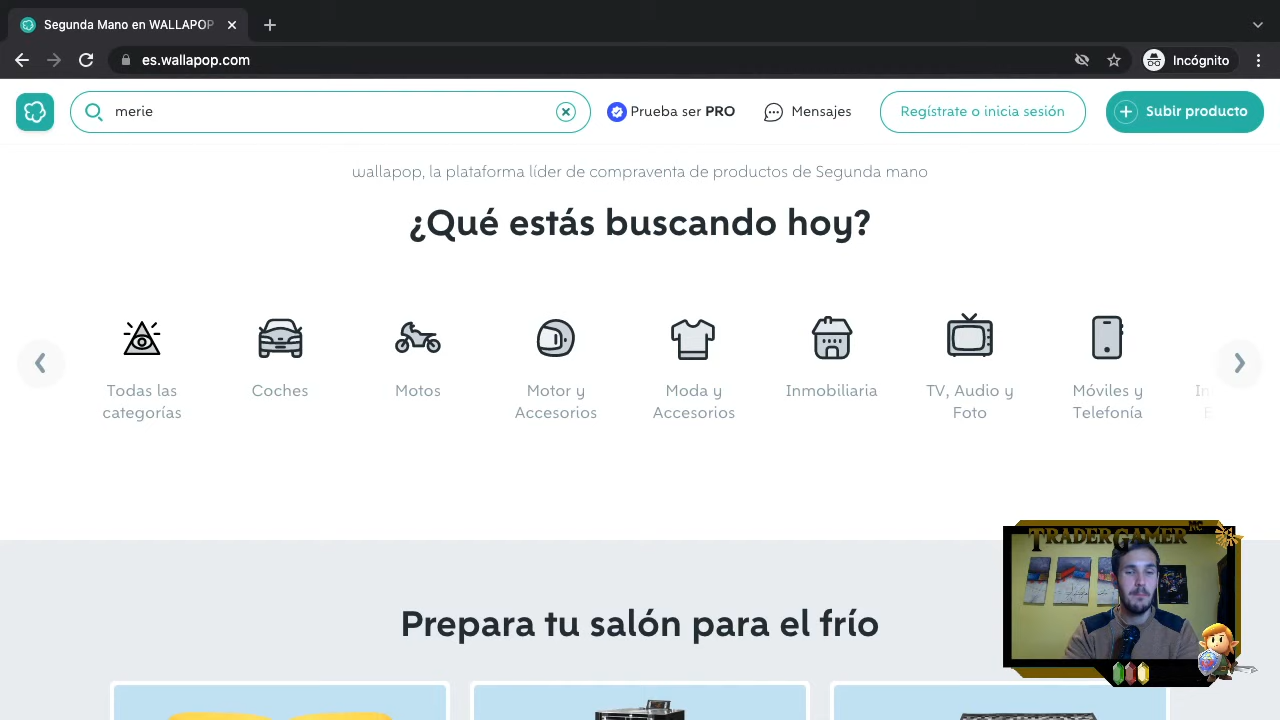 Segunda Mano en WALLAPOP
es.wallapop.com
Incógnito
merie
Prueba ser PRO
Mensajes
Regístrate o inicia sesión
Subir producto
wallapop, la plataforma líder de compraventa de productos de Segunda mano
¿Qué estás buscando hoy?
Todas las
categorías
Coches
Motos
Motor y
Accesorios
Moda y
Accesorios
Inmobiliaria
TV, Audio y
Foto
Móviles y
Telefonía
TRADERGAMER
MC
Prepara tu salón para el frío